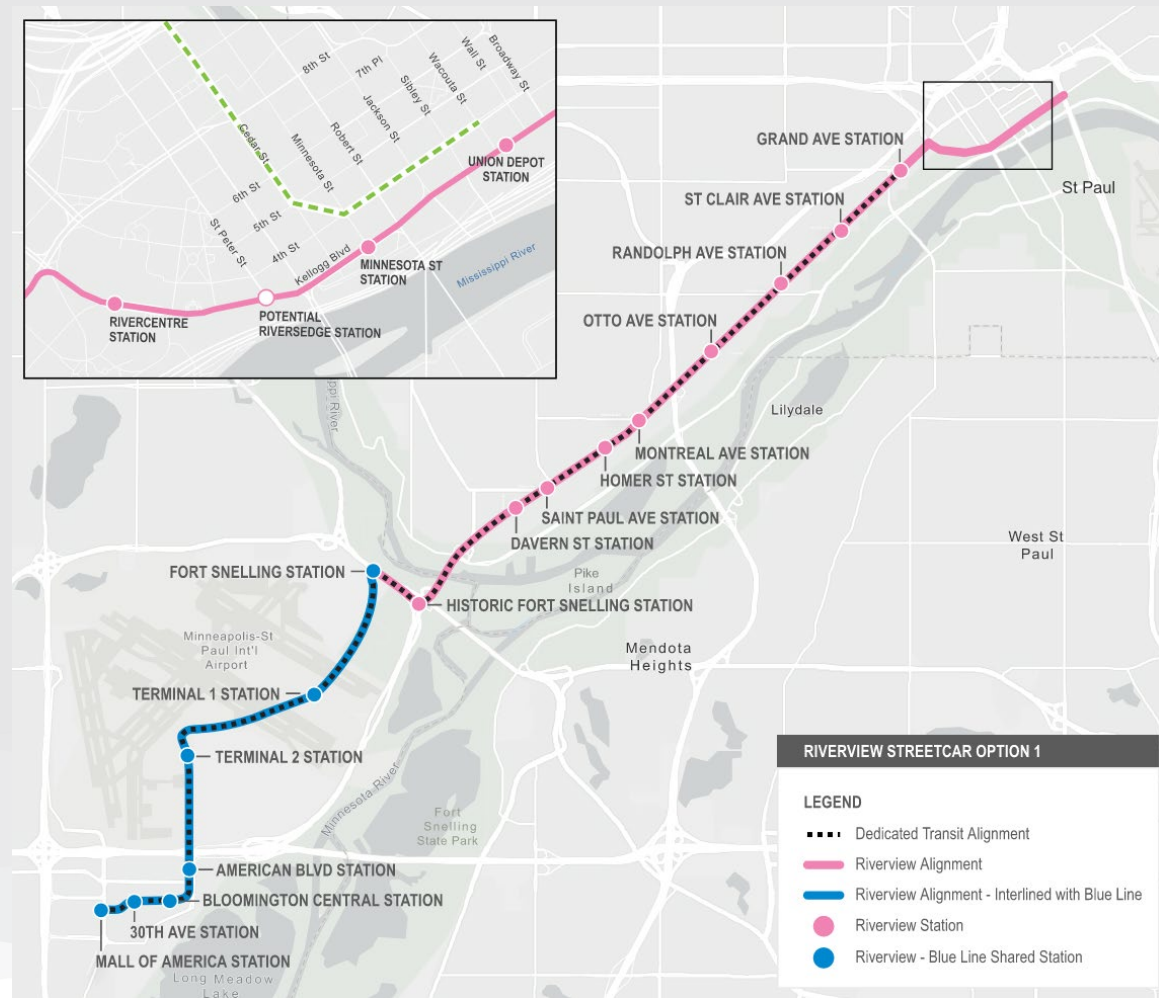 8th St
7th Pl
Broadway St
Wall St
Wacouta St
Sibley St
Jackson St
Robert St
Minnesota St
Cedar St
6th St
5th St
4th St
St Peter St
Kellogg Blvd
UNION DEPOT
STATION
MINNESOTA ST
STATION
Mississippi River
RIVERCENTRE
STATION
POTENTIAL
RIVERSEDGE STATION
GRAND AVE STATION
St Paul
ST CLAIR AVE STATION
RANDOLPH AVE STATION
OTTO AVE STATION
Lilydale
ppi River
MONTREAL AVE STATION
HOMER ST STATION
SAINT PAUL AVE STATION
DAVERN ST STATION
West St
Paul
FORT SNELLING STATION
Pike
Island
HISTORIC FORT SNELLING STATION
Minneapolis-St
Paul Int'l
Airport
Mendota
Heights
TERMINAL 1 STATION
TERMINAL 2 STATION
Minnesota River
Fort
Snelling
State Park
AMERICAN BLVD STATION
BLOOMINGTON CENTRAL STATION
30TH AVE STATION
MALL OF AMERICA STATION
Long Meadow
Lake
RIVERVIEW STREETCAR OPTION 1
LEGEND
Dedicated Transit Alignment
Riverview Alignment
Riverview Alignment - Interlined with Blue Line
Riverview Station
Riverview - Blue Line Shared Station